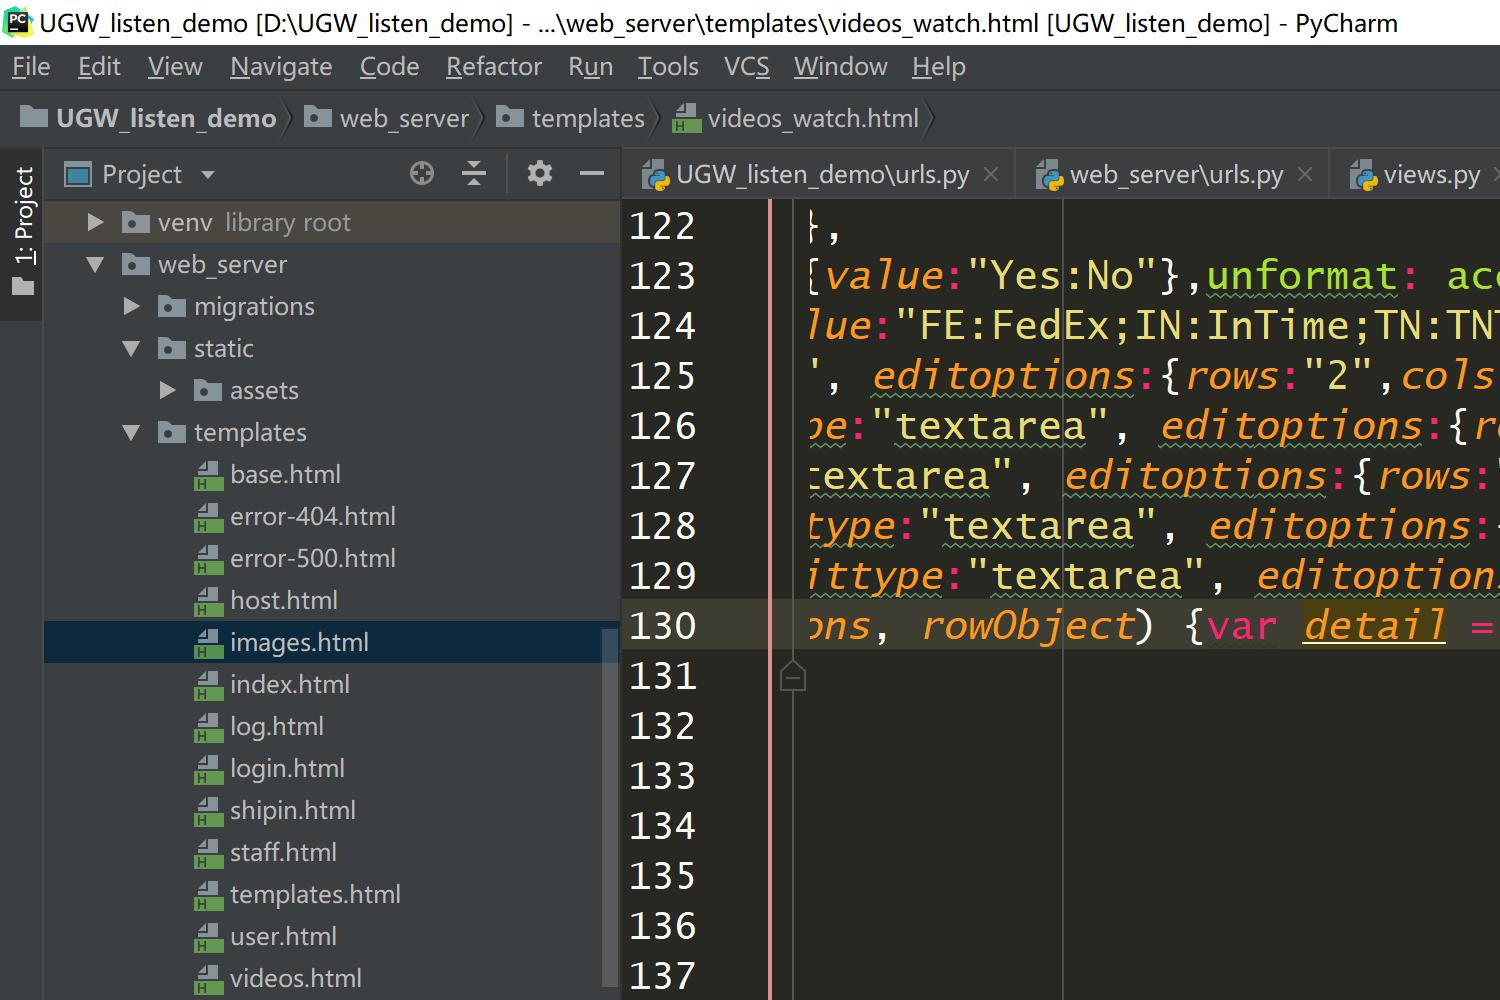 UGW_listen_demo [D:\UGW_listen_demo] - ...\web_server\templates\videos_watch.html [UGW_listen_demo] - PyCharm
File Edit View Navigate Code Refactor Run Tools VCS Window Help
UGW_listen_demo web_server templates videos_watch.html
1: Project
Project
UGW_listen_demo\urls.py web_server\urls.py views.py
venv library root
web_server
migrations
static
assets
templates
base.html
error-404.html
error-500.html
host.html
images.html
index.html
log.html
login.html
shipin.html
staff.html
templates.html
user.html
videos.html
122 },
123 {value:"Yes:No"},unformat: ac
124 lue:"FE:FedEx;IN:InTime;TN:TNT
125 ', editoptions:{rows:"2",cols
126 pe:"textarea", editoptions:{r
127 textarea", editoptions:{rows:"
128 type:"textarea", editoptions:
129 ittype:"textarea", editoption
130 ons, rowObject) {var detail =
131
132
133
134
135
136
137